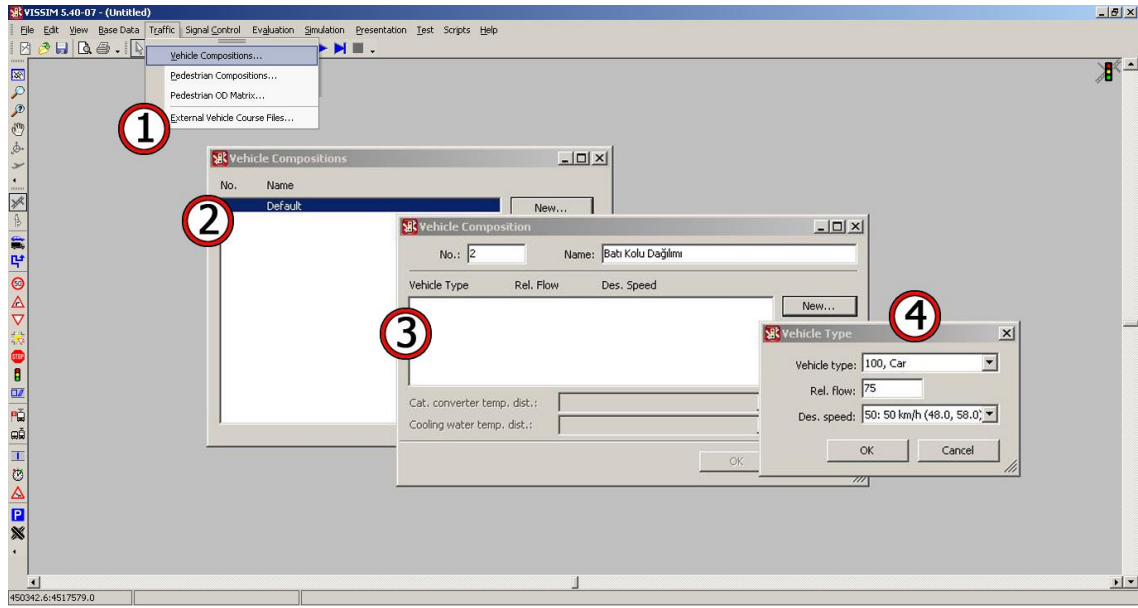 VISSIM 5.40-07 - (Untitled)
File Edit View Base Data Traffic Signal Control Evaluation Simulation Presentation Test Scripts Help
Vehicle Compositions...
Pedestrian Compositions...
Pedestrian OD Matrix...
External Vehicle Course Files...
1
Vehicle Compositions
No. Name
Default
New...
2
Vehicle Composition
No.: 2 Name: Batı Kolu Dağılımı
Vehicle Type Rel. Flow Des. Speed
New...
3
Cat. converter temp. dist.:
Cooling water temp. dist.:
OK
4
Vehicle Type
Vehicle type: 100, Car
Rel. flow: 75
Des. speed: 50: 50 km/h (48.0, 58.0)
OK Cancel
50
STOP
P
450342.6:4517579.0